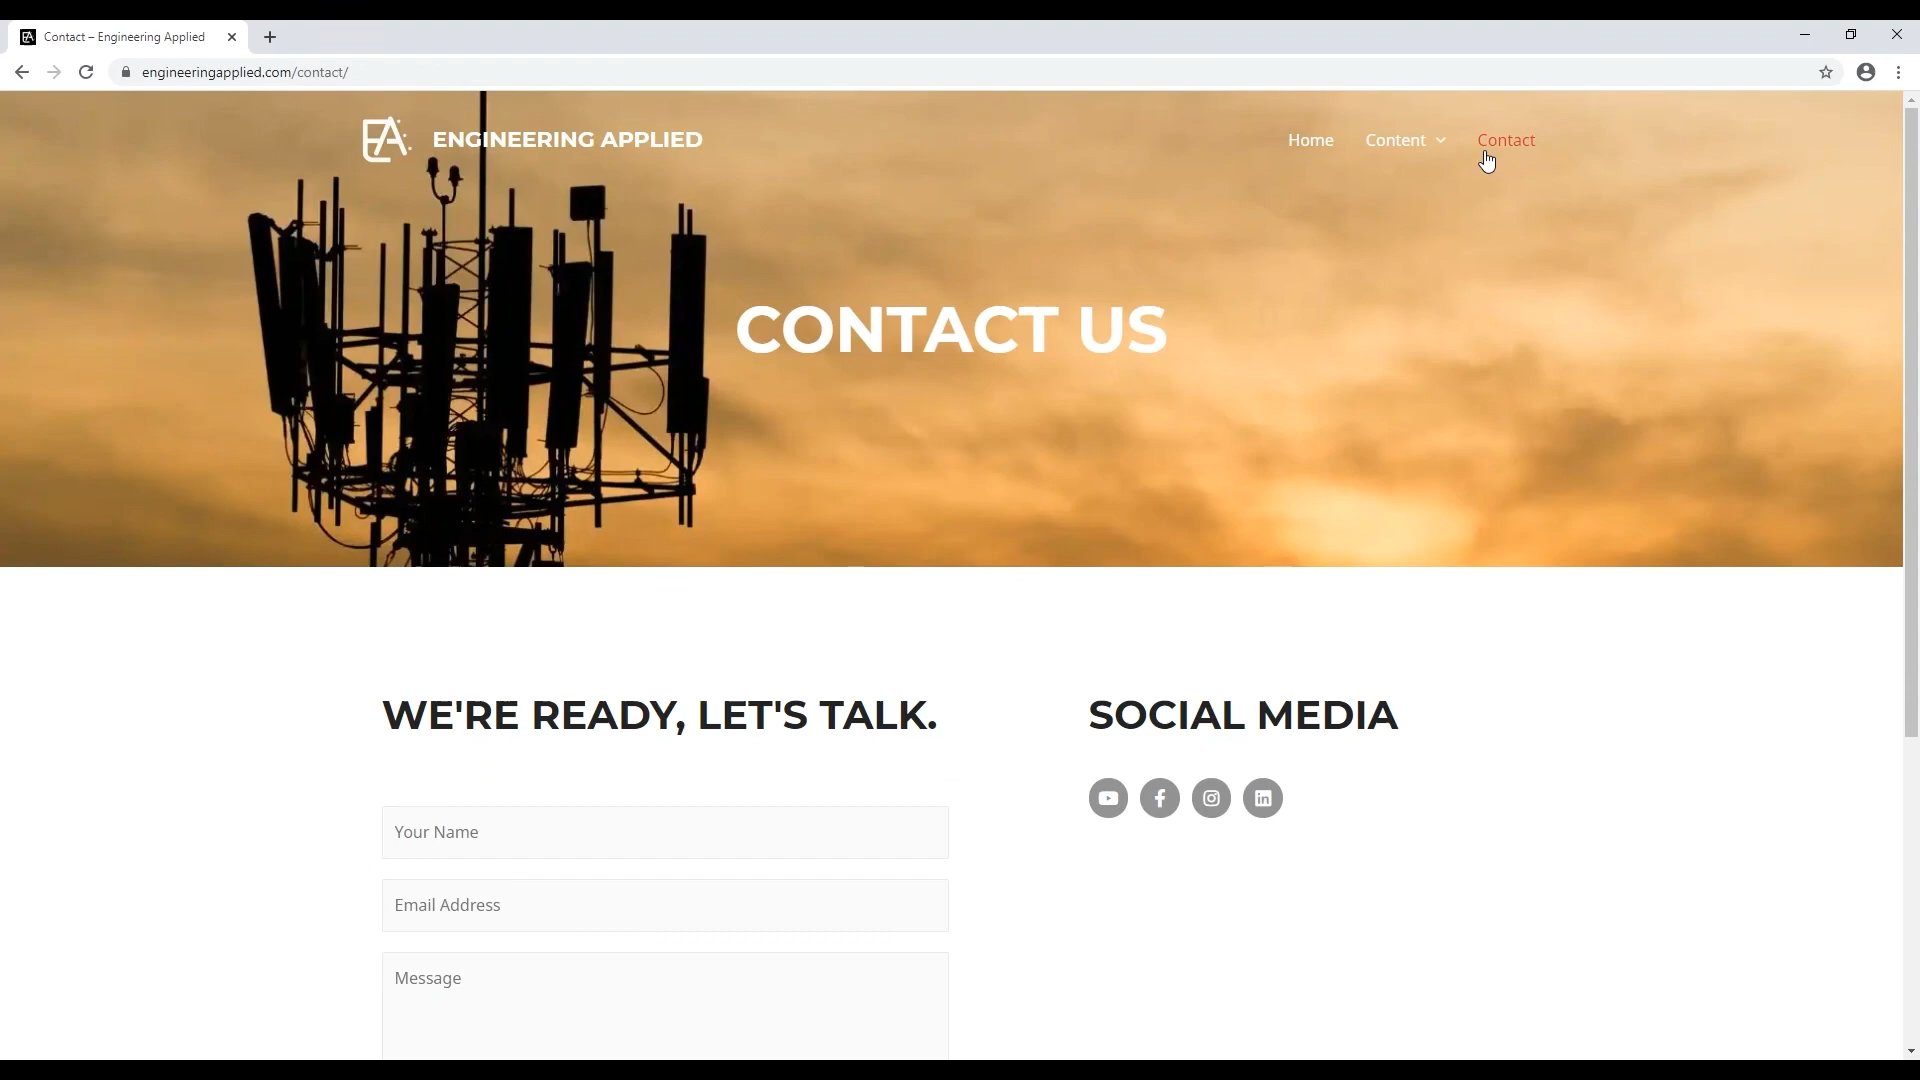 Contact – Engineering Applied
engineeringapplied.com/contact/
EA ENGINEERING APPLIED
Home Content Contact
CONTACT US
WE'RE READY, LET'S TALK.
SOCIAL MEDIA
Your Name
Email Address
Message